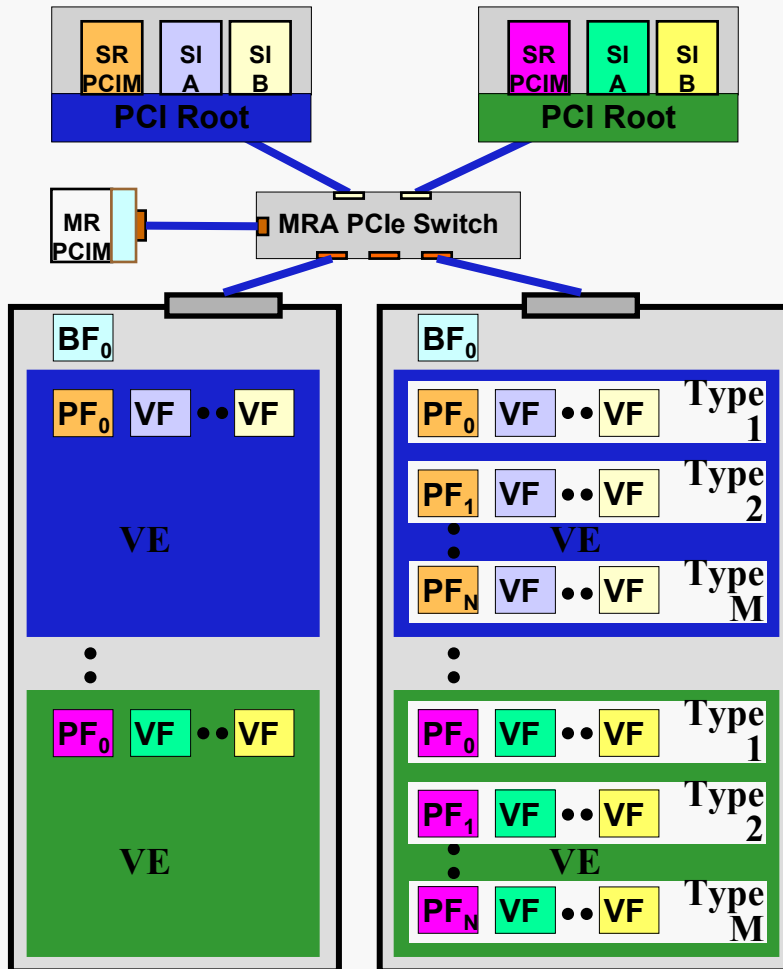 SR PCIM
SI A
SI B
PCI Root
SR PCIM
SI A
SI B
PCI Root
MR PCIM
MRA PCIe Switch
BF0
PF0 VF VF
VE
PF0 VF VF
VE
BF0
PF0 VF VF Type 1
PF1 VF VF Type 2
VE
PFN VF VF Type M
PF0 VF VF Type 1
PF1 VF VF Type 2
VE
PFN VF VF Type M